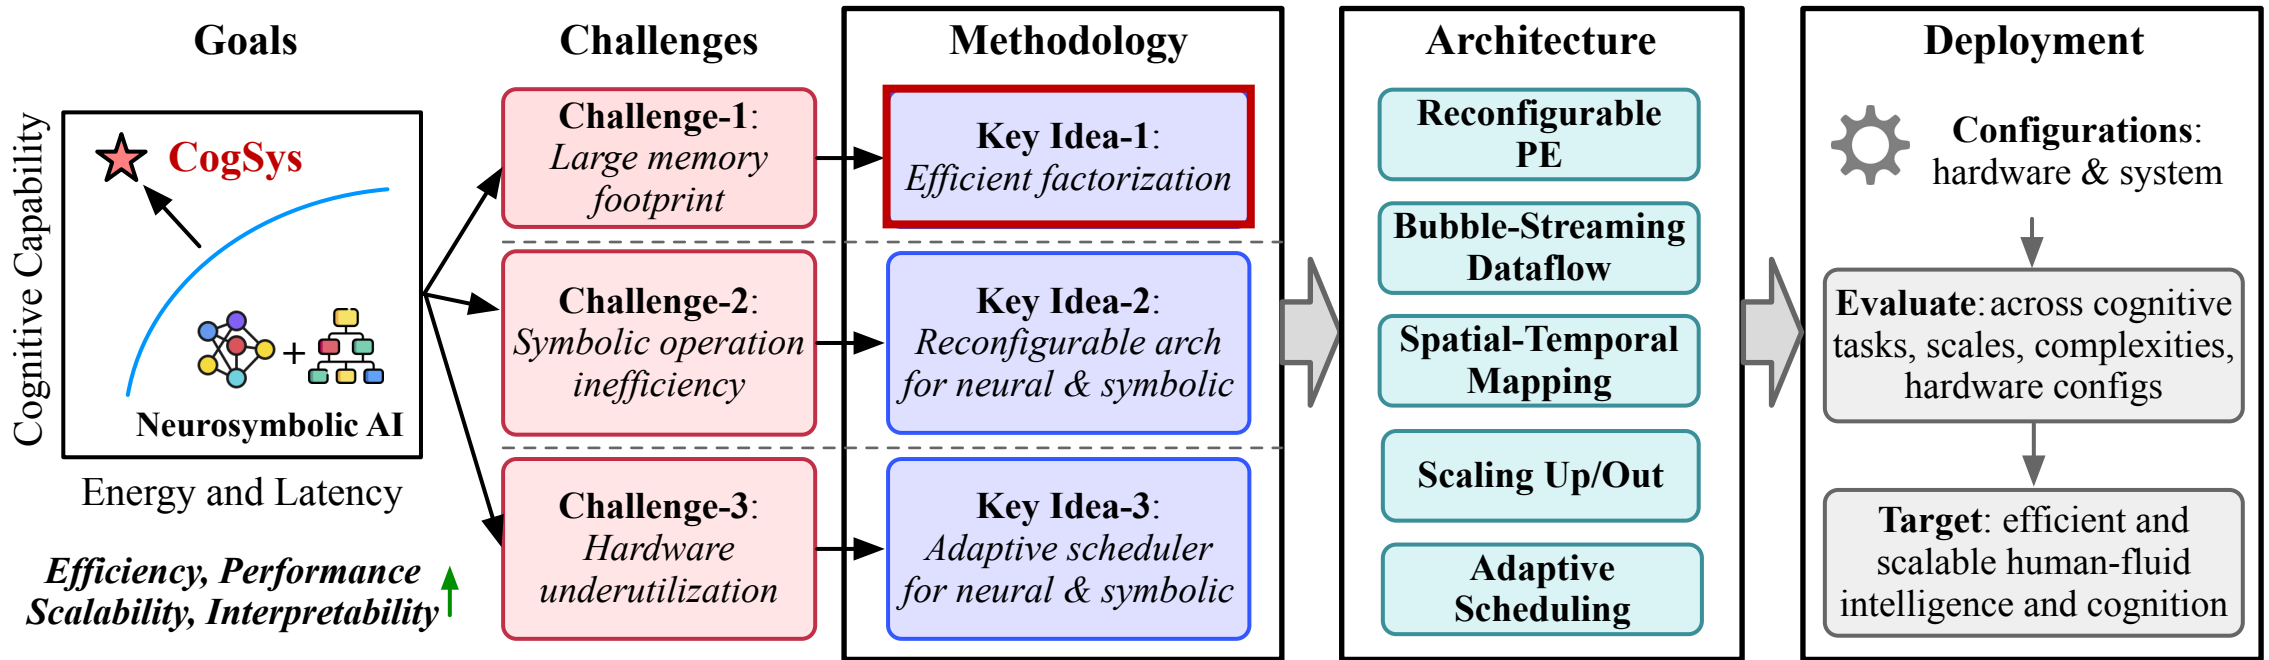 Goals
Cognitive Capability
CogSys
+
Neurosymbolic AI
Energy and Latency
Efficiency, Performance
Scalability, Interpretability
Challenges
Challenge-1:
Large memory
footprint
Challenge-2:
Symbolic operation
inefficiency
Challenge-3:
Hardware
underutilization
Methodology
Key Idea-1:
Efficient factorization
Key Idea-2:
Reconfigurable arch
for neural & symbolic
Key Idea-3:
Adaptive scheduler
for neural & symbolic
Architecture
Reconfigurable
PE
Bubble-Streaming
Dataflow
Spatial-Temporal
Mapping
Scaling Up/Out
Adaptive
Scheduling
Deployment
Configurations:
hardware & system
Evaluate: across cognitive
tasks, scales, complexities,
hardware configs
Target: efficient and
scalable human-fluid
intelligence and cognition